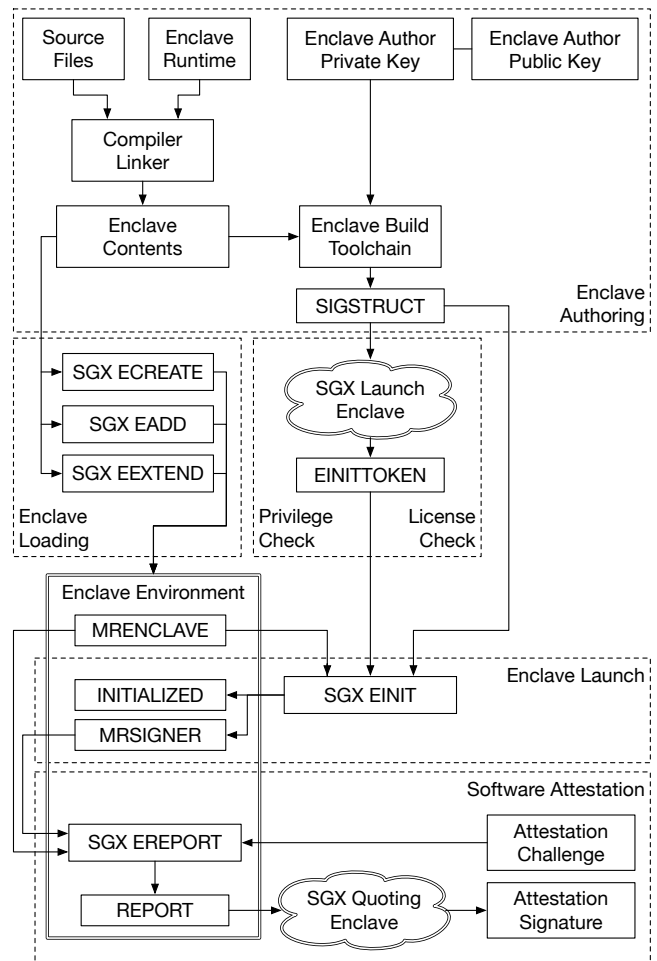 Source
Files
Enclave
Runtime
Enclave Author
Private Key
Enclave Author
Public Key
Compiler
Linker
Enclave
Contents
Enclave Build
Toolchain
SIGSTRUCT
Enclave
Authoring
SGX ECREATE
SGX EADD
SGX EEXTEND
Enclave
Loading
SGX Launch
Enclave
EINITTOKEN
Privilege
Check
License
Check
Enclave Environment
MRENCLAVE
Enclave Launch
INITIALIZED
SGX EINIT
MRSIGNER
Software Attestation
SGX EREPORT
Attestation
Challenge
REPORT
SGX Quoting
Enclave
Attestation
Signature